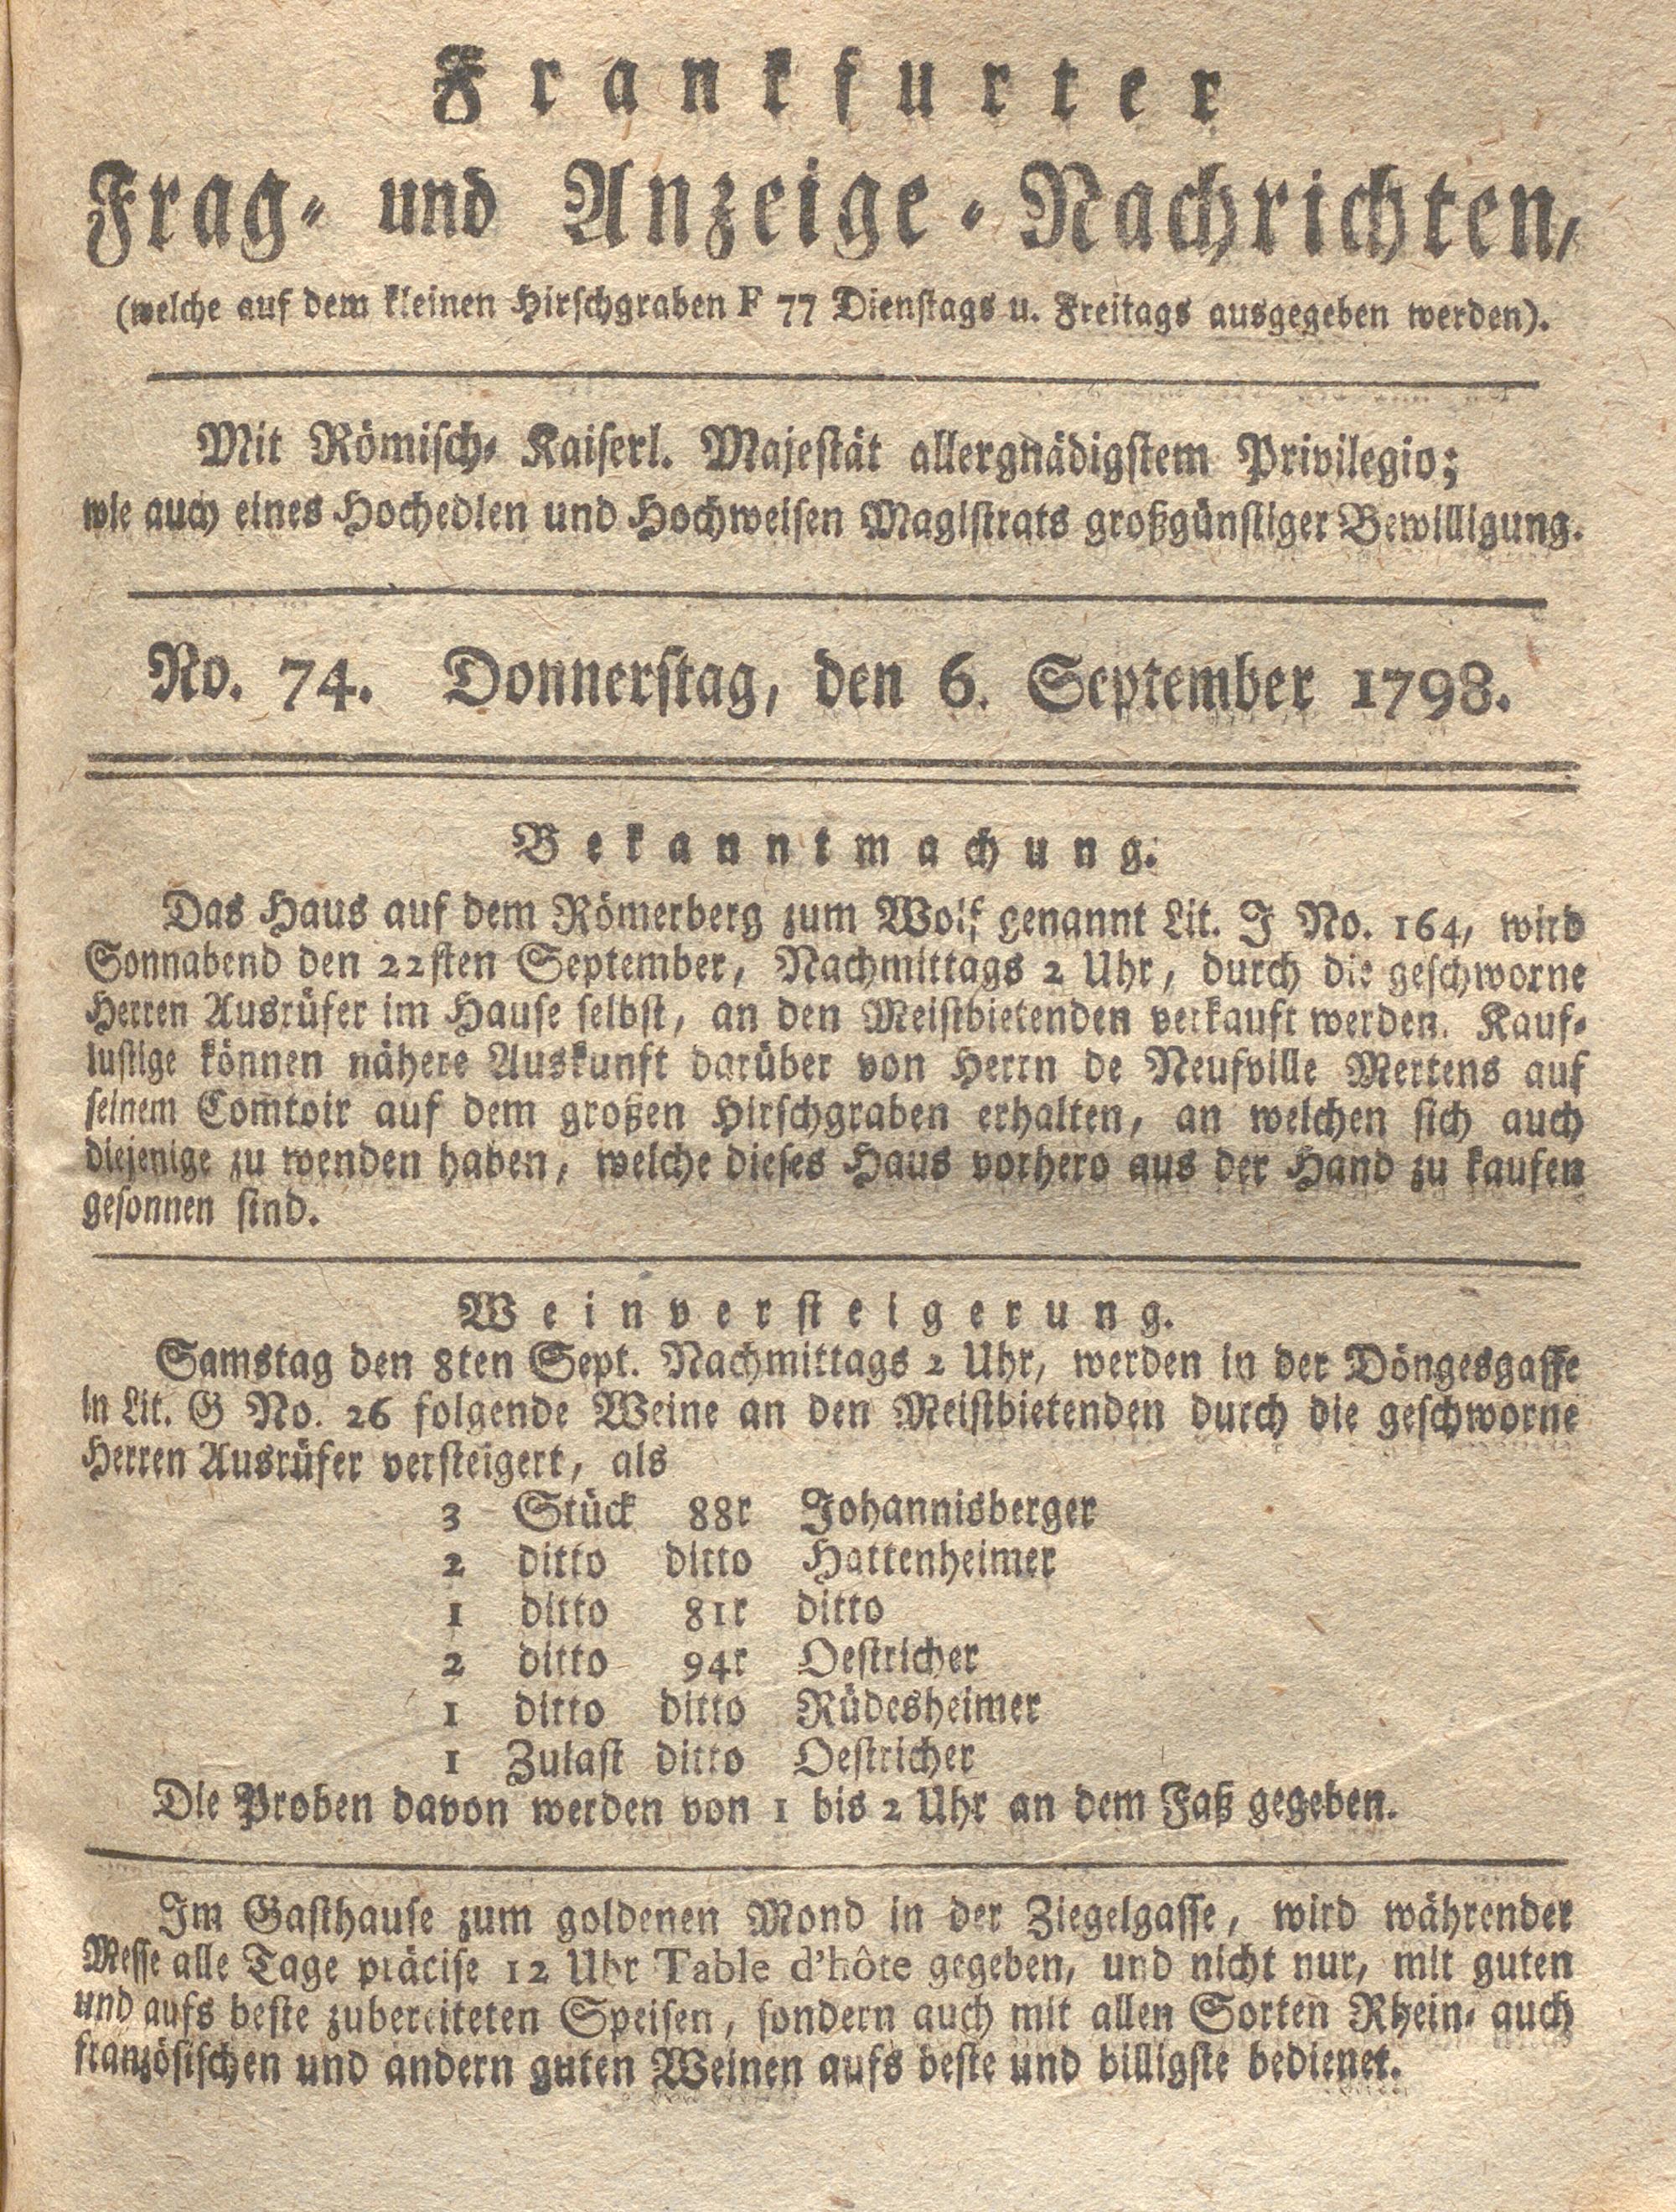 Frankfurter
Frag- und Anzeige-Nachrichten,
(welche auf dem kleinen Hirschgraben F 77 Dienstags u. Freitags ausgegeben werden).
Mit Römisch- Kaiserl. Majestät allergnädigstem Privilegio;
wie auch eines Hochedlen und Hochweisen Magistrats großgünstiger Bewilligung.
No. 74. Donnerstag, den 6. September 1798.
Bekanntmachung.
Das Haus auf dem Römerberg zum Wolf genannt Lit. J No. 164, wird
Sonnabend den 22sten September, Nachmittags 2 Uhr, durch die geschworne
Herren Ausrüfer im Hause selbst, an den Meistbietenden verkauft werden. Kauf-
lustige können nähere Auskunft darüber von Herrn de Neufville Mertens auf
seinem Com̅toir auf dem großen Hirschgraben erhalten, an welchen sich auch
diejenige zu wenden haben, welche dieses Haus vorhero aus der Hand zu kaufen
gesonnen sind.
Weinversteigerung.
Samstag den 8ten Sept. Nachmittags 2 Uhr, werden in der Döngesgasse
in Lit. G No. 26 folgende Weine an den Meistbietenden durch die geschworne
Herren Ausrüfer versteigert, als
3 Stück 88r Johannisberger
2 ditto ditto Hattenheimer
1 ditto 81r ditto
2 ditto 94r Oestricher
1 ditto ditto Rüdesheimer
1 Zulast ditto Oestricher
Die Proben davon werden von 1 bis 2 Uhr an dem Faß gegeben.
Im Gasthause zum goldenen Mond in der Ziegelgasse, wird währender
Messe alle Tage präcise 12 Uhr Table d'hôte gegeben, und nicht nur, mit guten
und aufs beste zubereiteten Speisen, sondern auch mit allen Sorten Rhein- auch
französischen und andern guten Weinen aufs beste und billigste bedienet.